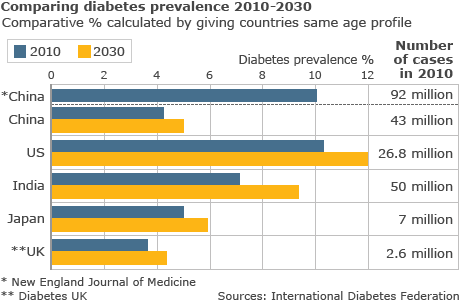 Comparing diabetes prevalence 2010-2030
Comparative % calculated by giving countries same age profile
2010 2030
Diabetes prevalence %
Number of cases in 2010
0 2 4 6 8 10 12
*China 92 million
China 43 million
US 26.8 million
India 50 million
Japan 7 million
**UK 2.6 million
* New England Journal of Medicine
** Diabetes UK Sources: International Diabetes Federation